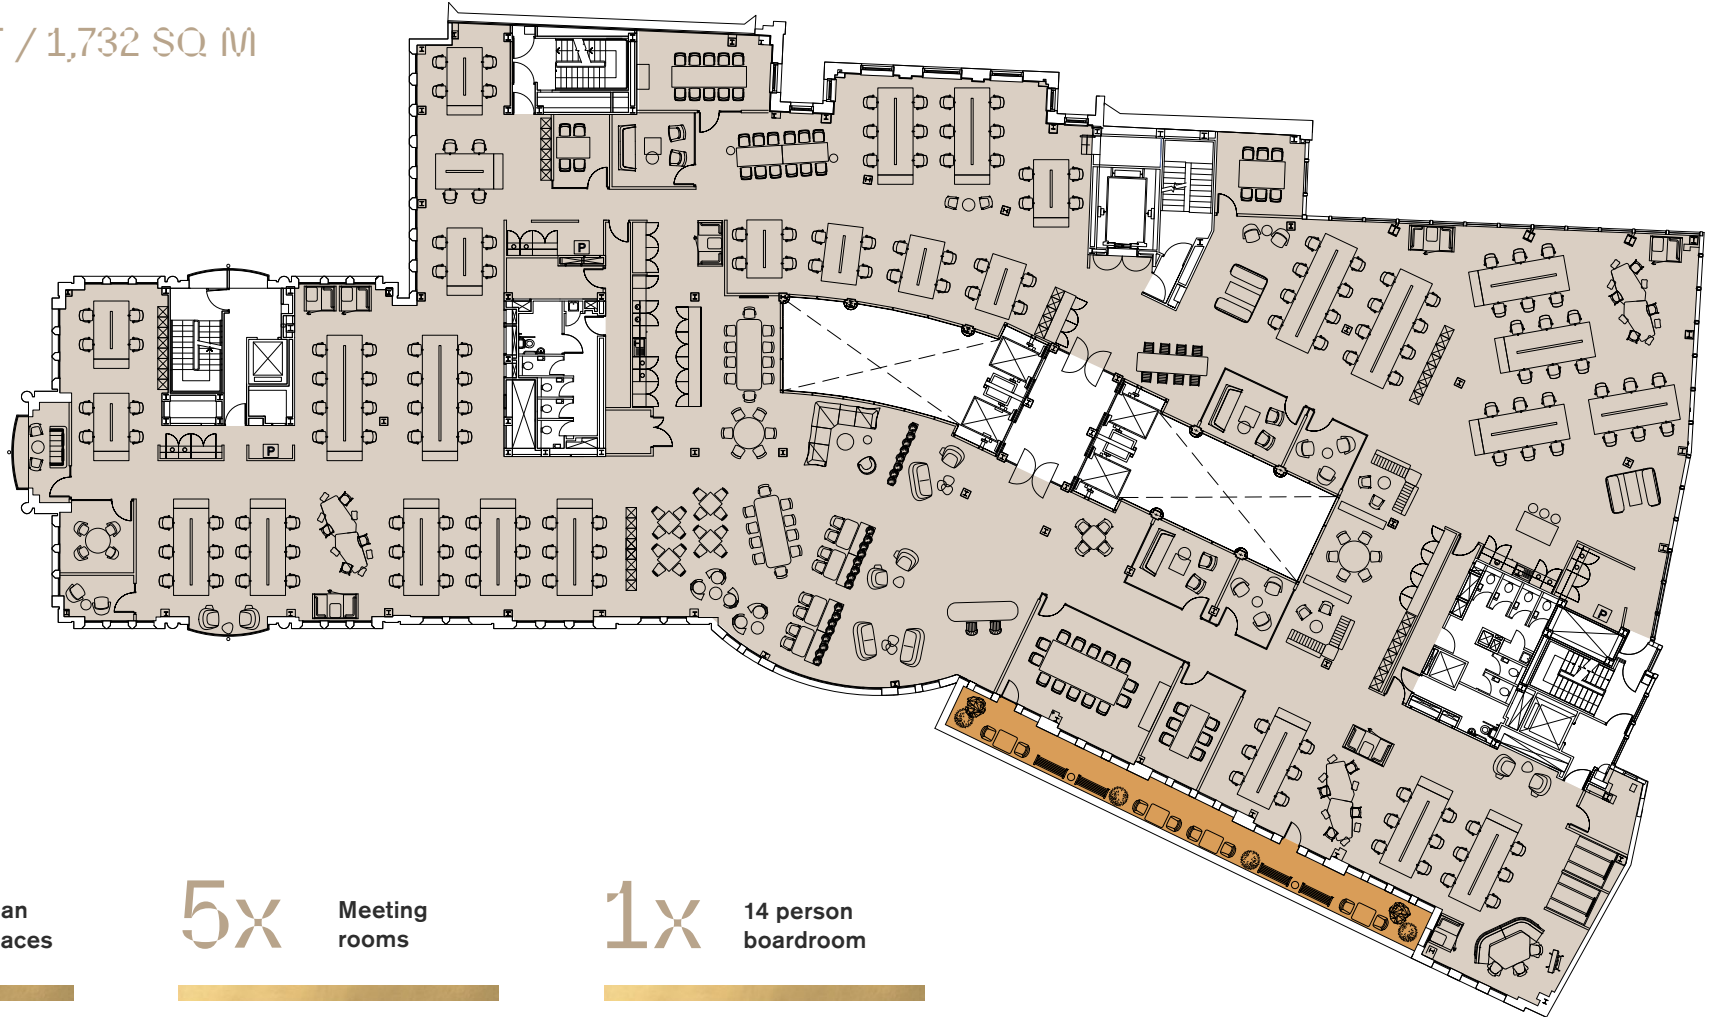 / 1,732 SQ M
P
P
P
an
aces
5x
Meeting
rooms
1x
14 person
boardroom